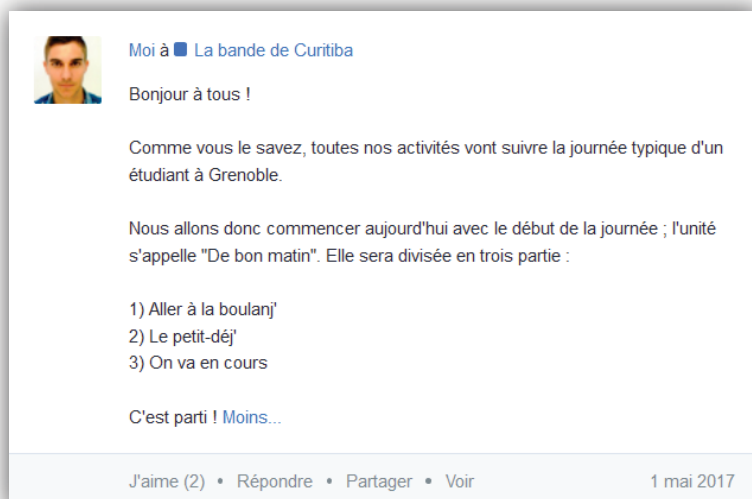 Moi à La bande de Curitiba
Bonjour à tous !
Comme vous le savez, toutes nos activités vont suivre la journée typique d'un
étudiant à Grenoble.
Nous allons donc commencer aujourd'hui avec le début de la journée ; l'unité
s'appelle "De bon matin". Elle sera divisée en trois partie :
1) Aller à la boulanj'
2) Le petit-déj'
3) On va en cours
C'est parti ! Moins...
J'aime (2) • Répondre • Partager • Voir 1 mai 2017